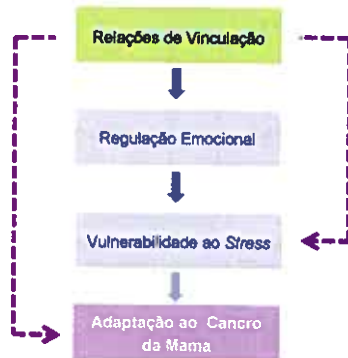 Relações de Vinculação
Regulação Emocional
Vulnerabilidade ao Stress
Adaptação ao Cancro
da Mama